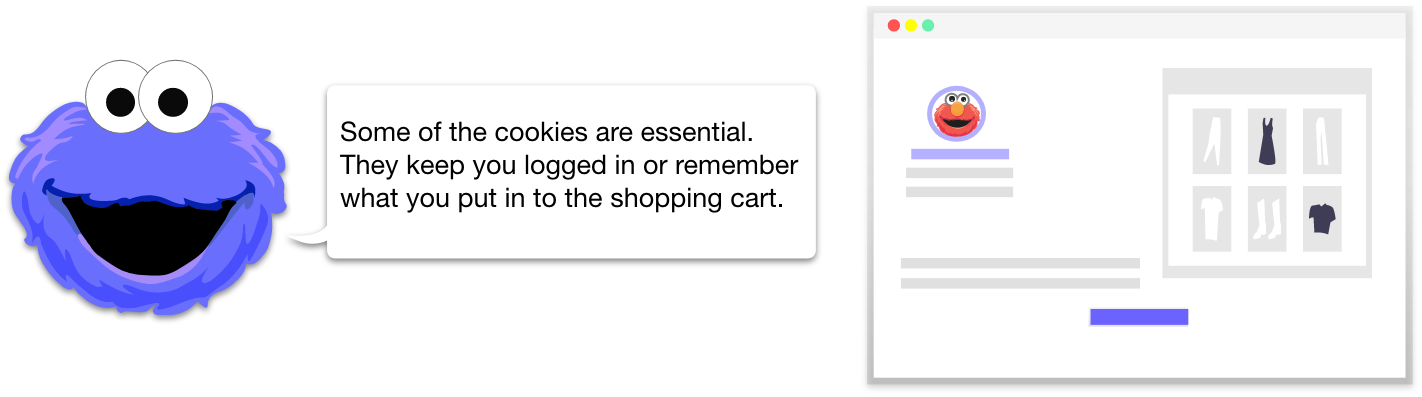 Some of the cookies are essential.
They keep you logged in or remember
what you put in to the shopping cart.